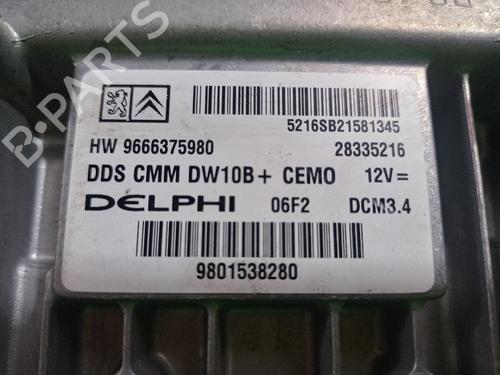 5216SB21581345
HW 9666375980 28335216
DDS CMM DW10B+ CEMO 12V=
DELPHI 06F2 DCM3.4
9801538280
B-PARTS